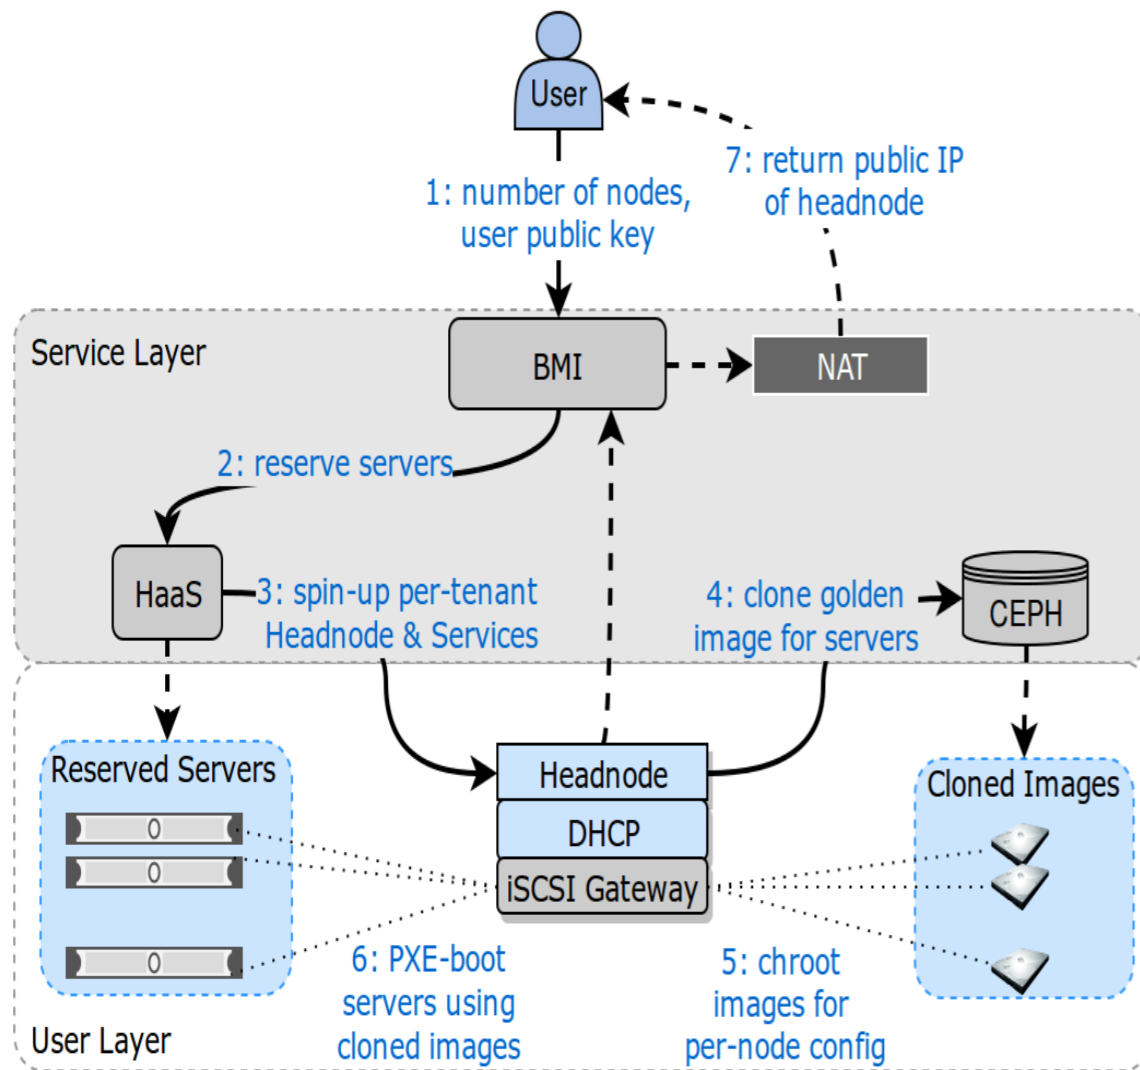 User
7: return public IP
of headnode
1: number of nodes,
user public key
Service Layer
BMI
NAT
2: reserve servers
HaaS
3: spin-up per-tenant
Headnode & Services
4: clone golden
image for servers
CEPH
Reserved Servers
Headnode
Cloned Images
DHCP
iSCSI Gateway
6: PXE-boot
servers using
cloned images
5: chroot
images for
per-node config
User Layer